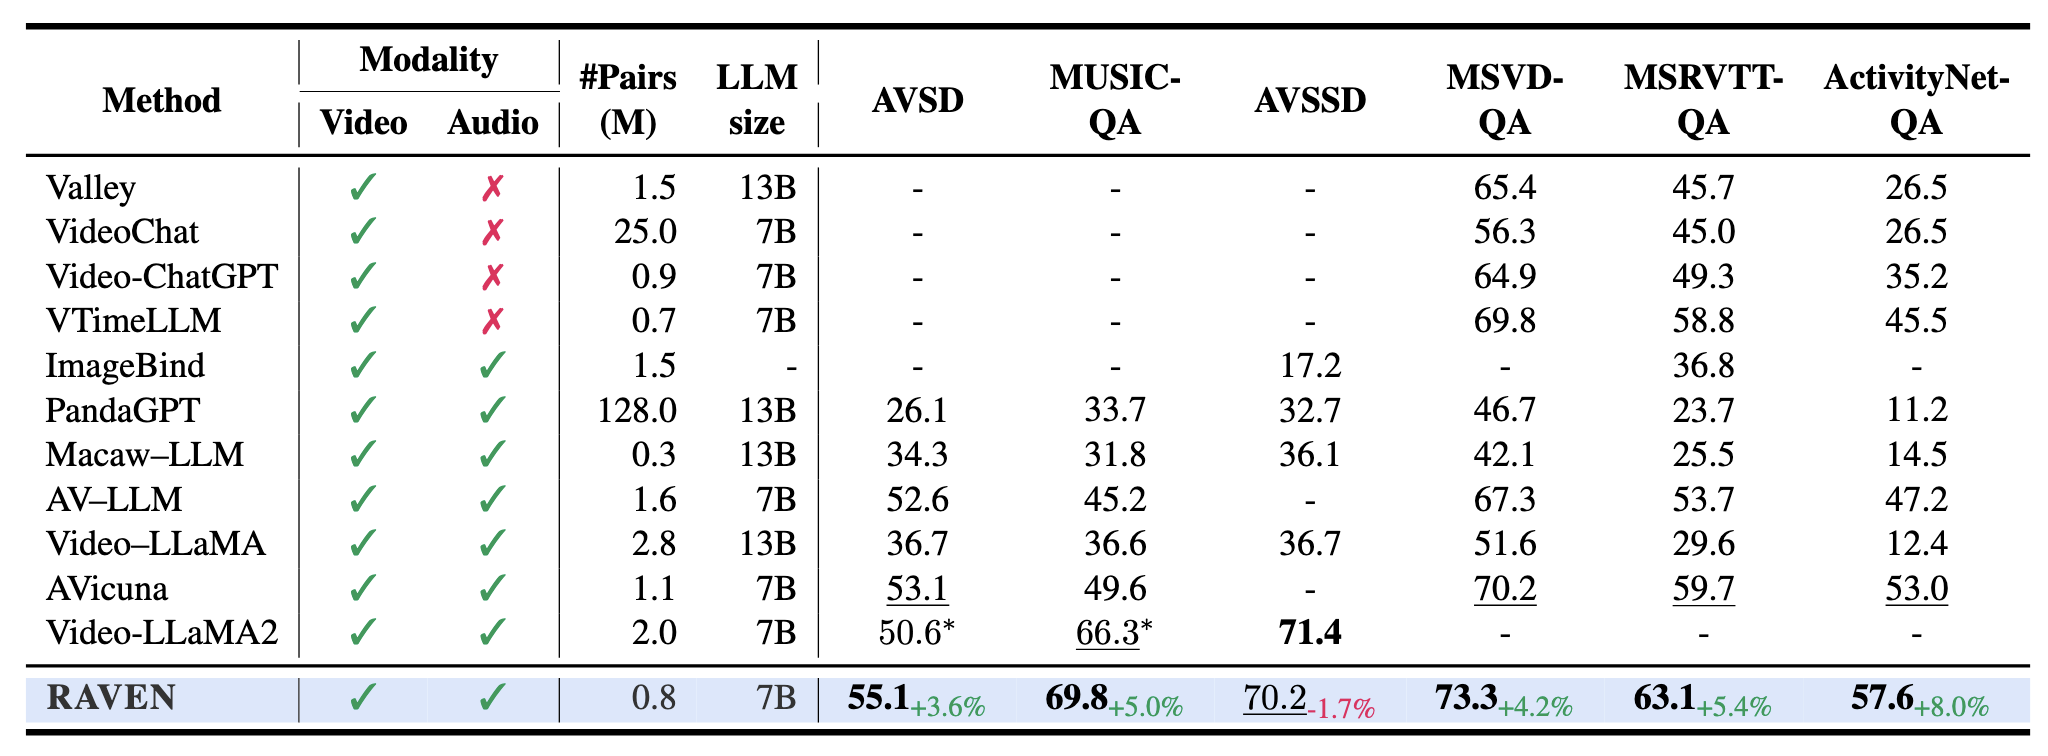 Method Modality #Pairs (M) LLM size AVSD MUSIC-QA AVSSD MSVD-QA MSRVTT-QA ActivityNet-QA
Video Audio
Valley ✓ ✗ 1.5 13B - - - 65.4 45.7 26.5
VideoChat ✓ ✗ 25.0 7B - - - 56.3 45.0 26.5
Video-ChatGPT ✓ ✗ 0.9 7B - - - 64.9 49.3 35.2
VTimeLLM ✓ ✗ 0.7 7B - - - 69.8 58.8 45.5
ImageBind ✓ ✓ 1.5 - - - 17.2 - 36.8 -
PandaGPT ✓ ✓ 128.0 13B 26.1 33.7 32.7 46.7 23.7 11.2
Macaw–LLM ✓ ✓ 0.3 13B 34.3 31.8 36.1 42.1 25.5 14.5
AV–LLM ✓ ✓ 1.6 7B 52.6 45.2 - 67.3 53.7 47.2
Video–LLaMA ✓ ✓ 2.8 13B 36.7 36.6 36.7 51.6 29.6 12.4
AVicuna ✓ ✓ 1.1 7B 53.1 49.6 - 70.2 59.7 53.0
Video-LLaMA2 ✓ ✓ 2.0 7B 50.6* 66.3* 71.4 - - -
RAVEN ✓ ✓ 0.8 7B 55.1+3.6% 69.8+5.0% 70.2-1.7% 73.3+4.2% 63.1+5.4% 57.6+8.0%